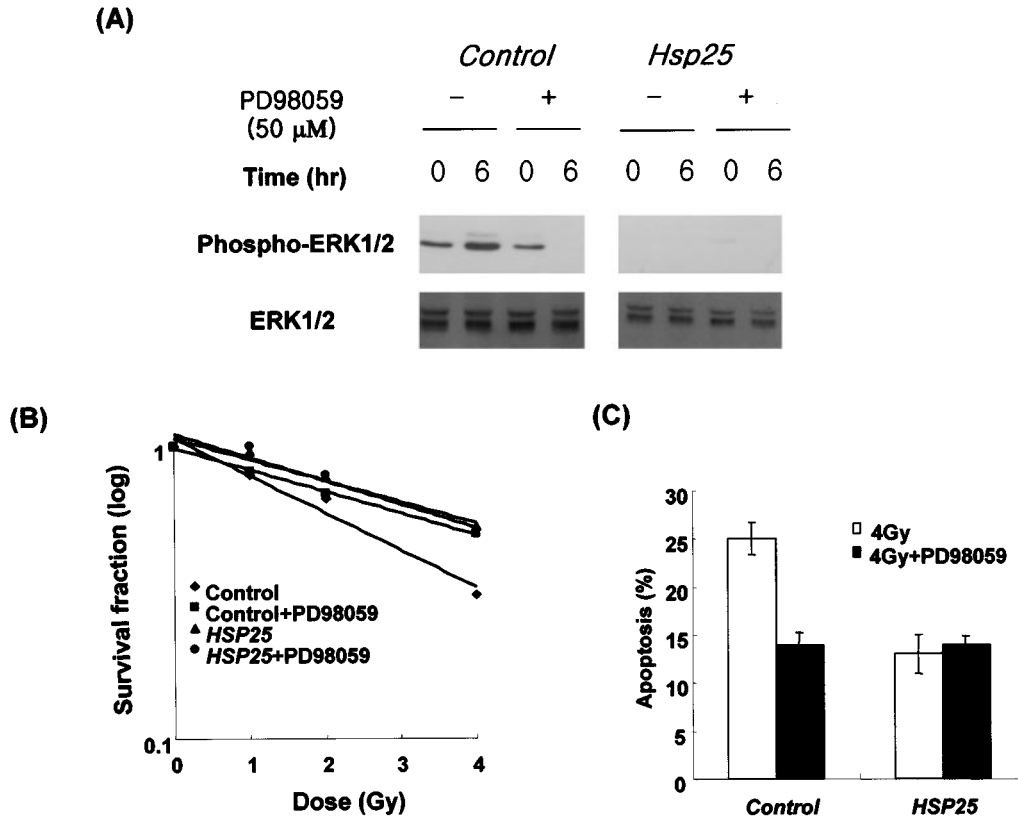 (A)
Control Hsp25
PD98059 − + − +
(50 μM)
Time (hr) 0 6 0 6 0 6 0 6
Phospho-ERK1/2
ERK1/2
(B)
Survival fraction (log)
1
0.1
0 1 2 3 4
Dose (Gy)
Control
Control+PD98059
HSP25
HSP25+PD98059
(C)
Apoptosis (%)
30
25
20
15
10
5
0
4Gy
4Gy+PD98059
Control HSP25